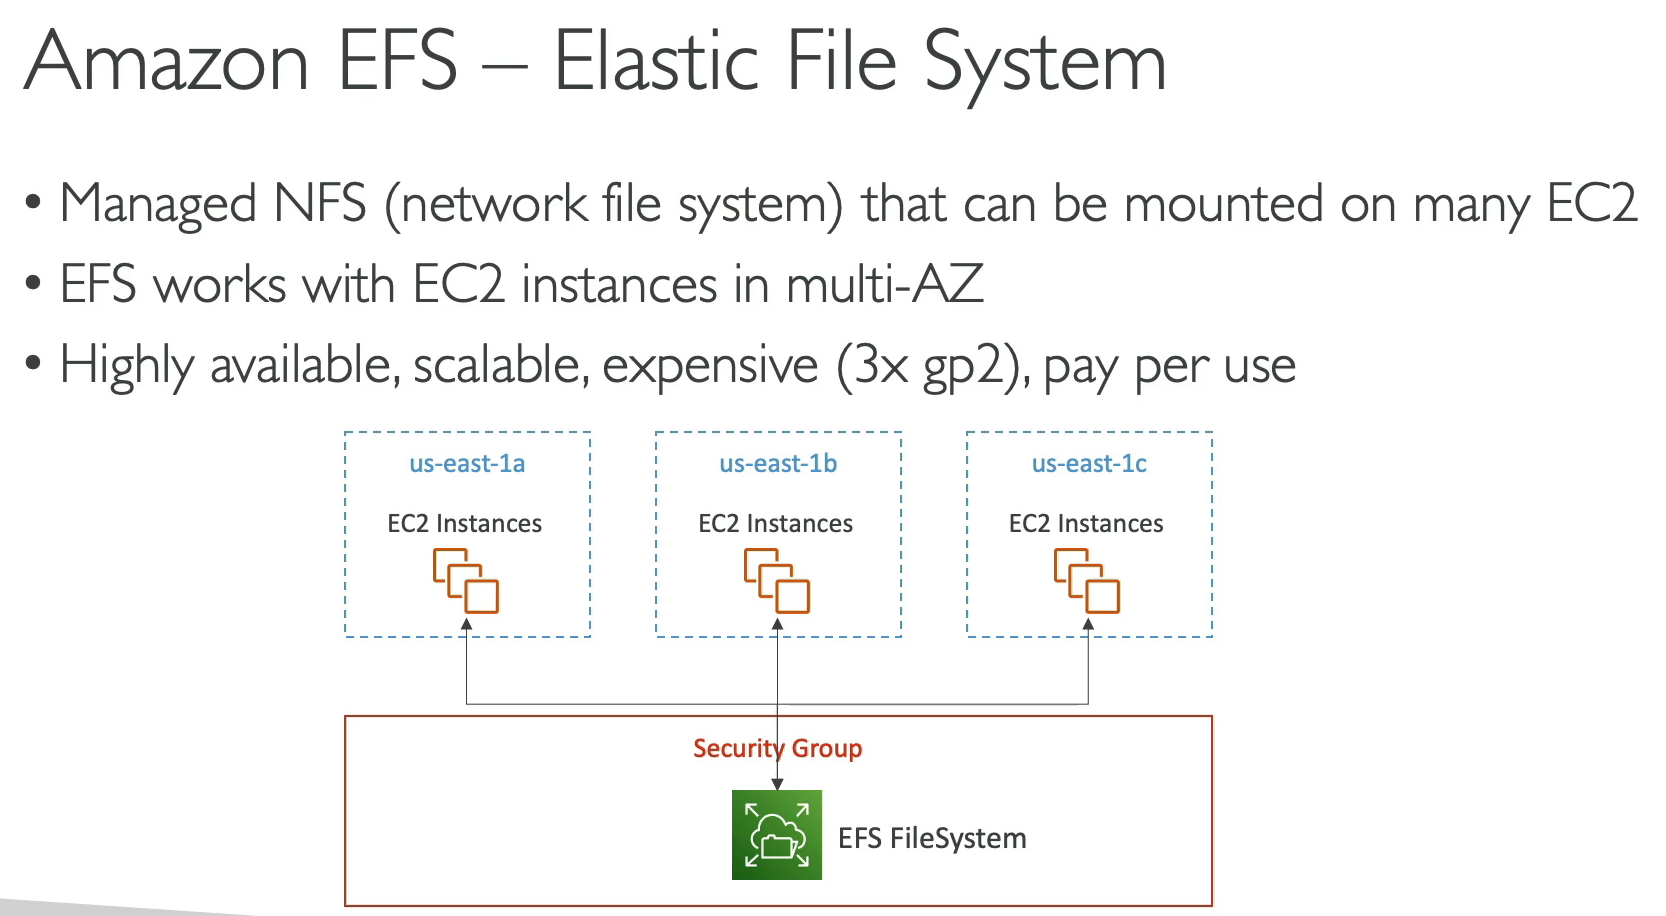 Amazon EFS – Elastic File System
• Managed NFS (network file system) that can be mounted on many EC2
• EFS works with EC2 instances in multi-AZ
• Highly available, scalable, expensive (3x gp2), pay per use
us-east-1a
us-east-1b
us-east-1c
EC2 Instances
EC2 Instances
EC2 Instances
Security Group
EFS FileSystem